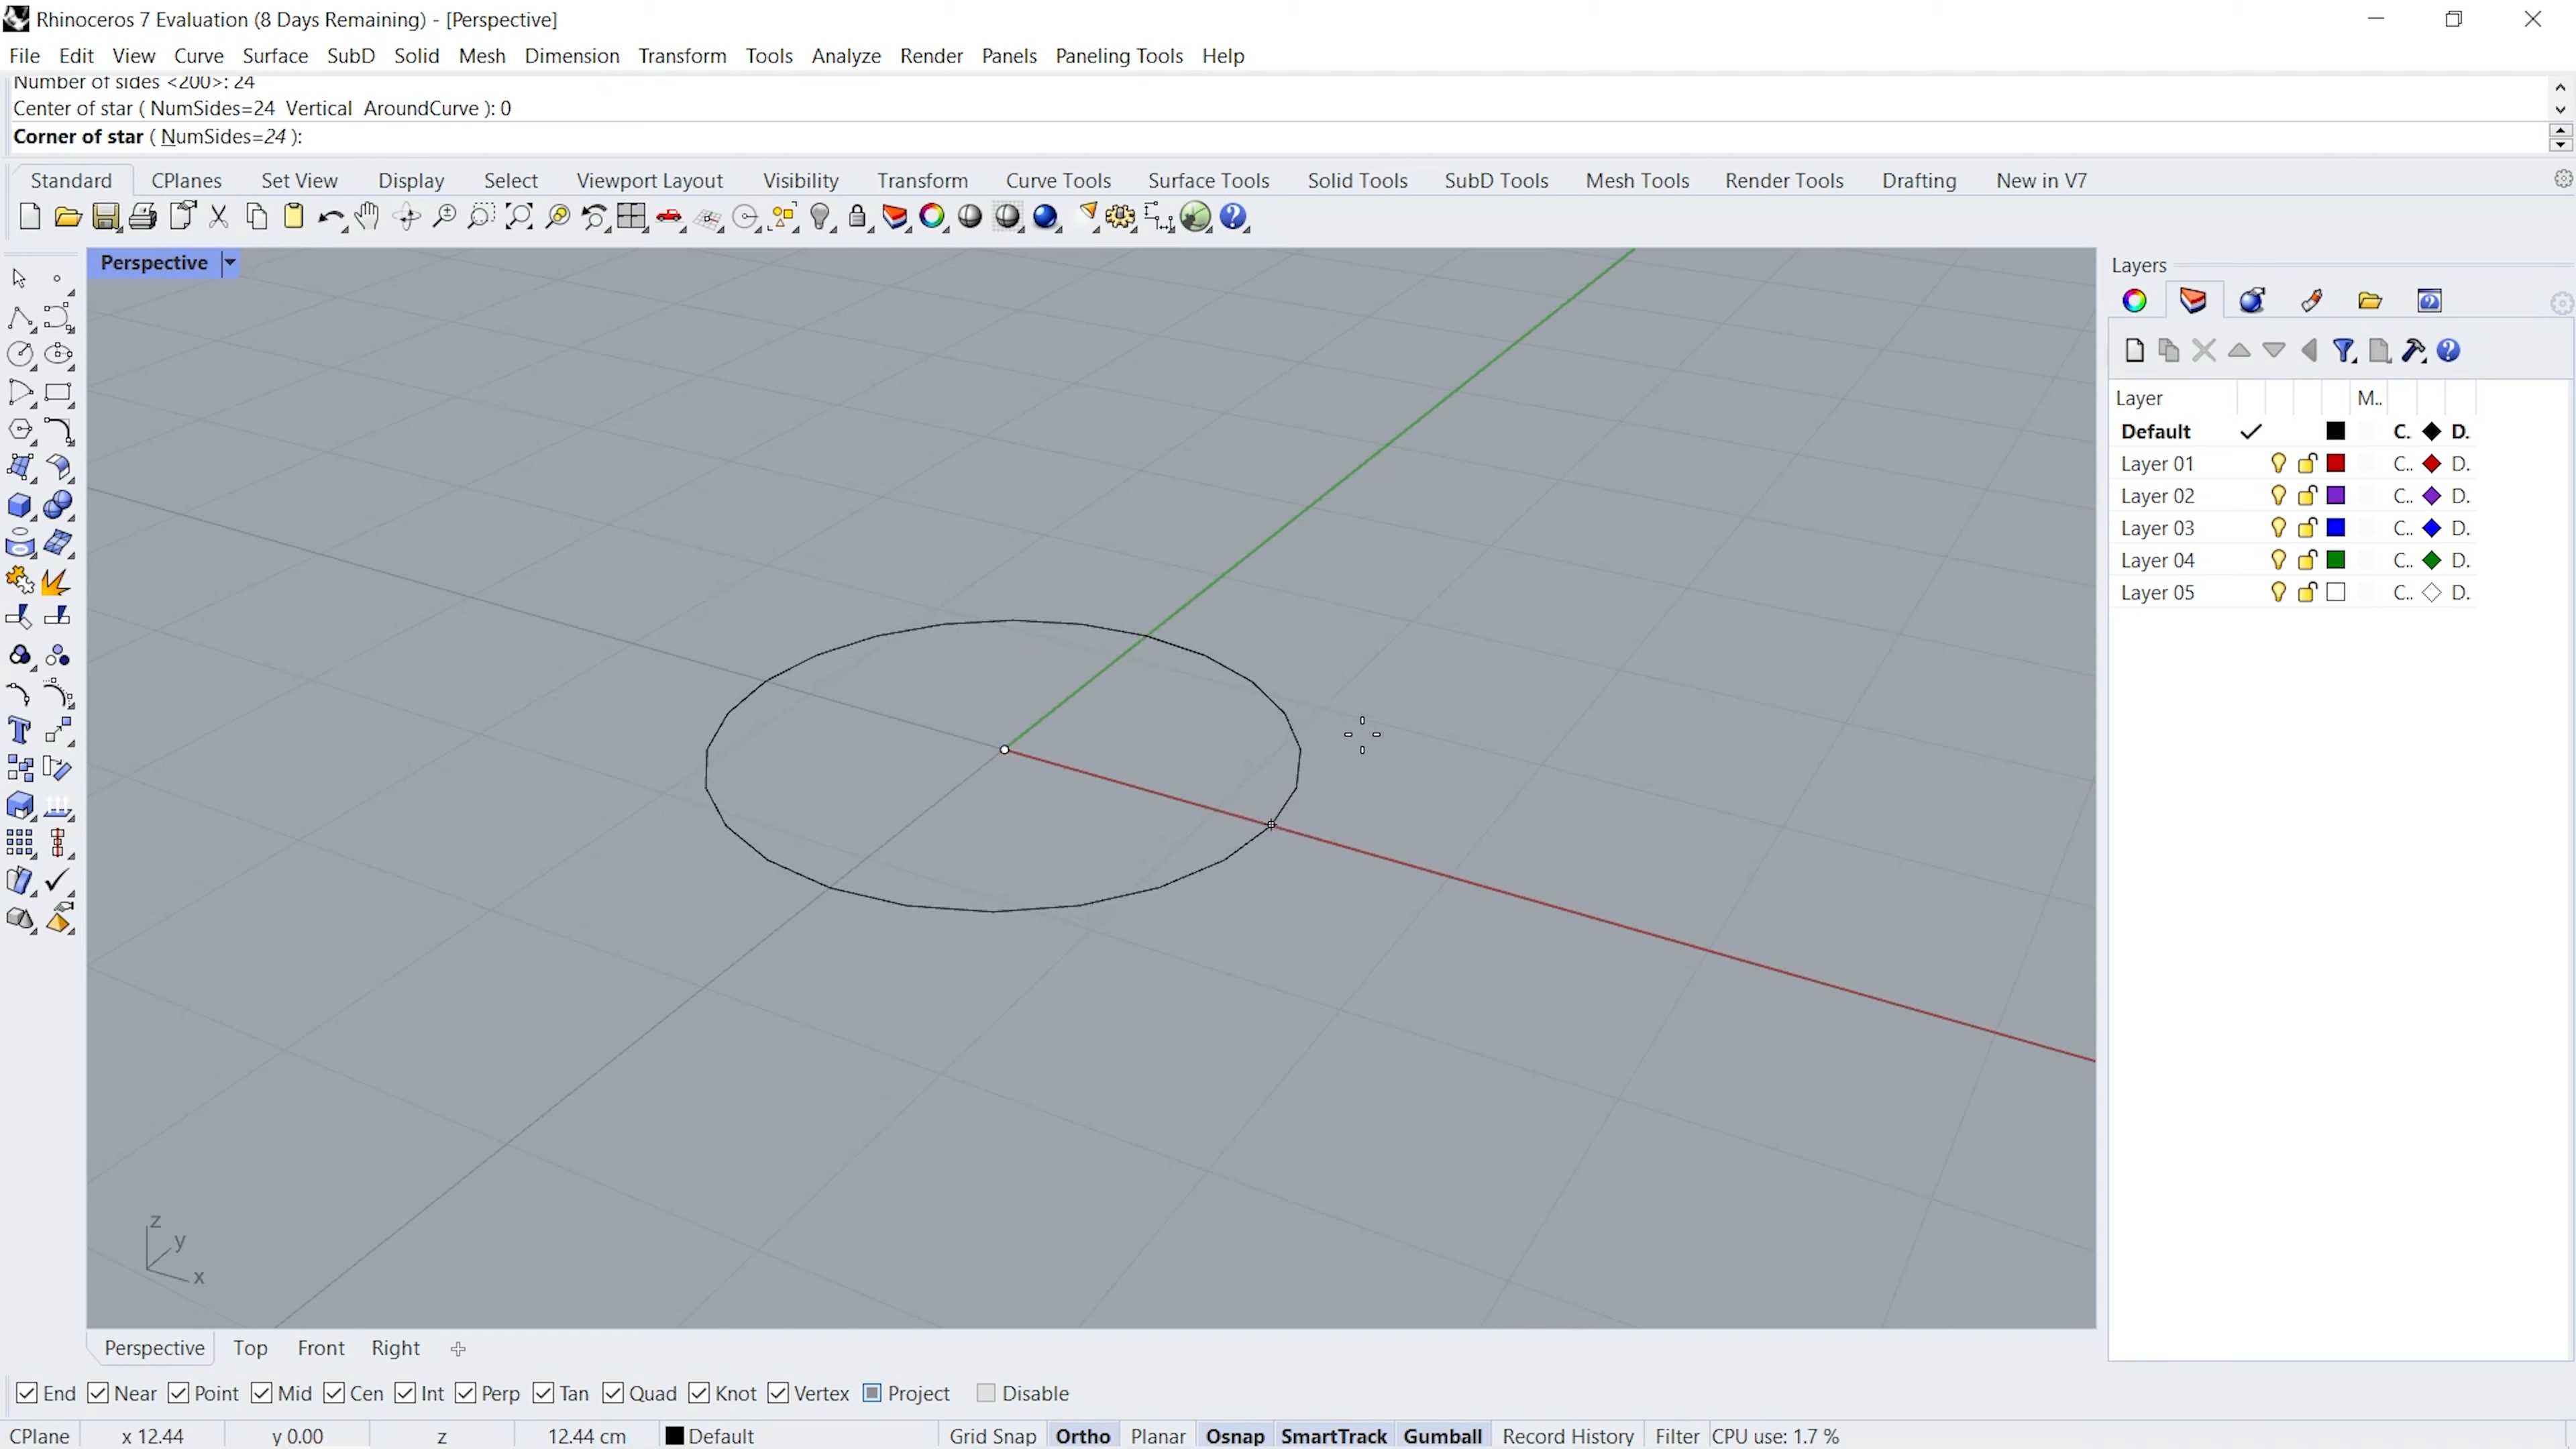 Rhinoceros 7 Evaluation (8 Days Remaining) - [Perspective]
File Edit View Curve Surface SubD Solid Mesh Dimension Transform Tools Analyze Render Panels Paneling Tools Help
Number of sides <200>: 24
Center of star ( NumSides=24 Vertical AroundCurve ): 0
Corner of star ( NumSides=24 ):
Standard CPlanes Set View Display Select Viewport Layout Visibility Transform Curve Tools Surface Tools Solid Tools SubD Tools Mesh Tools Render Tools Drafting New in V7
Perspective
Layers
Layer M..
Default C. D.
Layer 01 C.. D.
Layer 02 C.. D.
Layer 03 C.. D.
Layer 04 C.. D.
Layer 05 C.. D.
z
y
x
Perspective Top Front Right
End Near Point Mid Cen Int Perp Tan Quad Knot Vertex Project Disable
CPlane x 12.44 y 0.00 z 12.44 cm Default Grid Snap Ortho Planar Osnap SmartTrack Gumball Record History Filter CPU use: 1.7 %